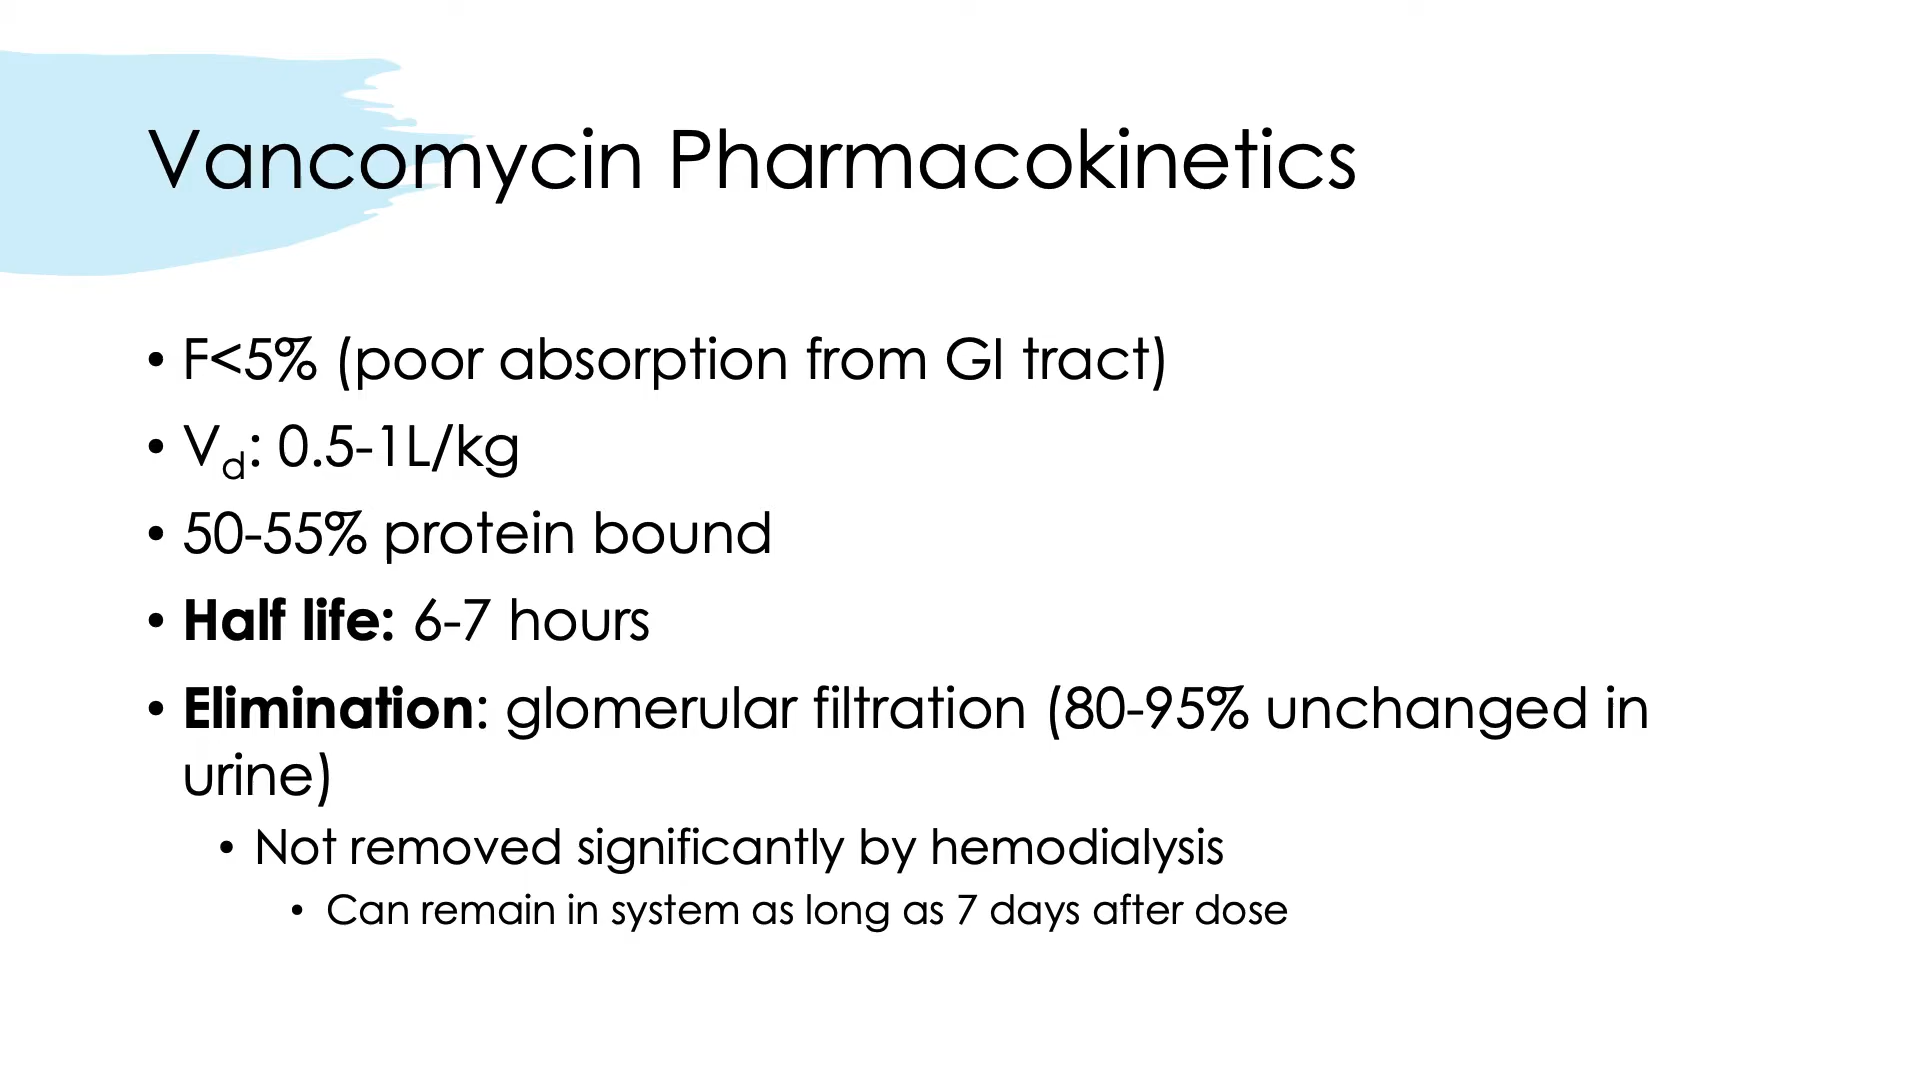 Vancomycin Pharmacokinetics
• F<5% (poor absorption from GI tract)
• Vd: 0.5-1L/kg
• 50-55% protein bound
• Half life: 6-7 hours
• Elimination: glomerular filtration (80-95% unchanged in
urine)
• Not removed significantly by hemodialysis
• Can remain in system as long as 7 days after dose